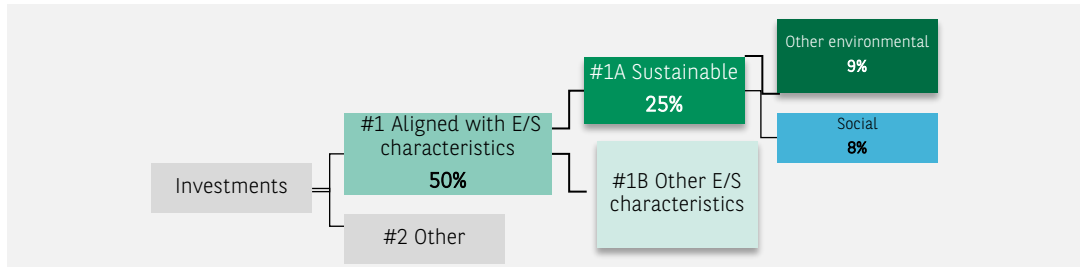 Investments
#1 Aligned with E/S
characteristics
50%
#2 Other
#1A Sustainable
25%
#1B Other E/S
characteristics
Other environmental
9%
Social
8%